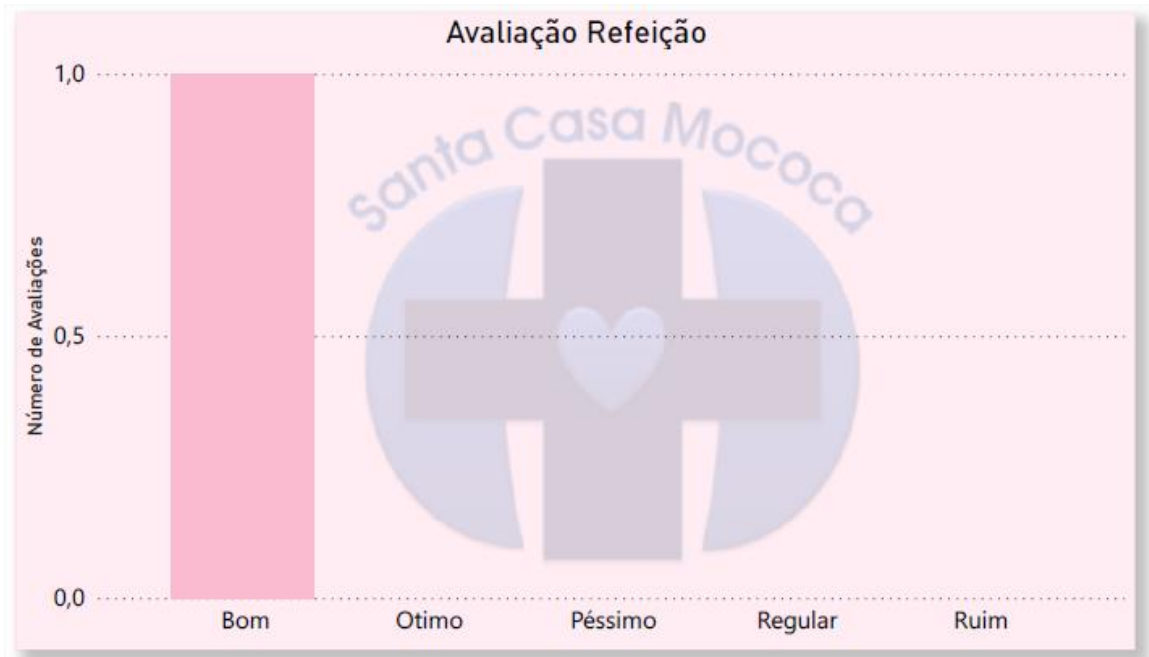 Avaliação Refeição
1,0
Santa Casa Mococa
Número de Avaliações
0,5
0,0
Bom Otimo Péssimo Regular Ruim